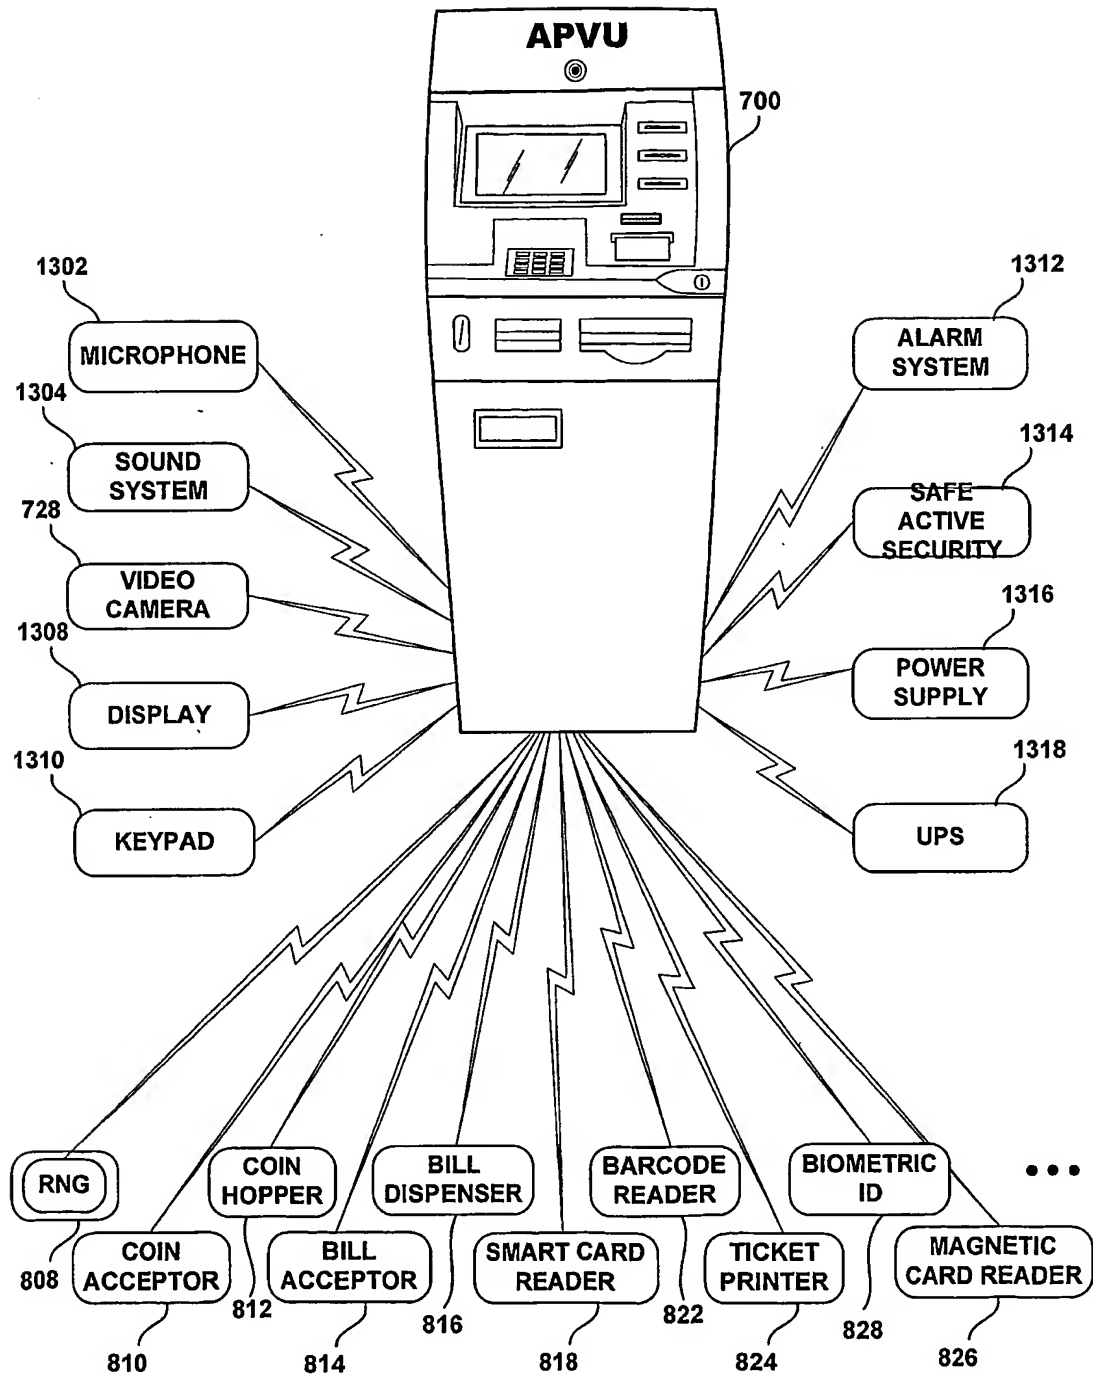 APVU
700
1302
MICROPHONE
1304
SOUND
SYSTEM
728
VIDEO
CAMERA
1308
DISPLAY
1310
KEYPAD
1312
ALARM
SYSTEM
1314
SAFE
ACTIVE
SECURITY
1316
POWER
SUPPLY
1318
UPS
RNG
808
COIN
ACCEPTOR
810
COIN
HOPPER
812
BILL
ACCEPTOR
814
BILL
DISPENSER
816
SMART CARD
READER
818
BARCODE
READER
822
TICKET
PRINTER
824
BIOMETRIC
ID
828
MAGNETIC
CARD READER
826